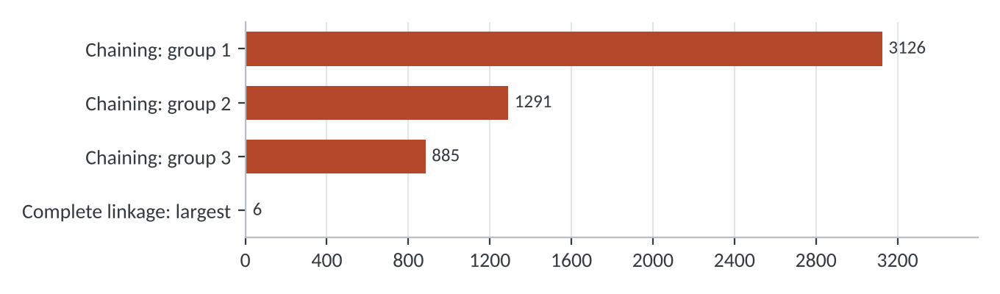 Chaining: group 1
3126
Chaining: group 2
1291
Chaining: group 3
885
Complete linkage: largest
6
0 400 800 1200 1600 2000 2400 2800 3200